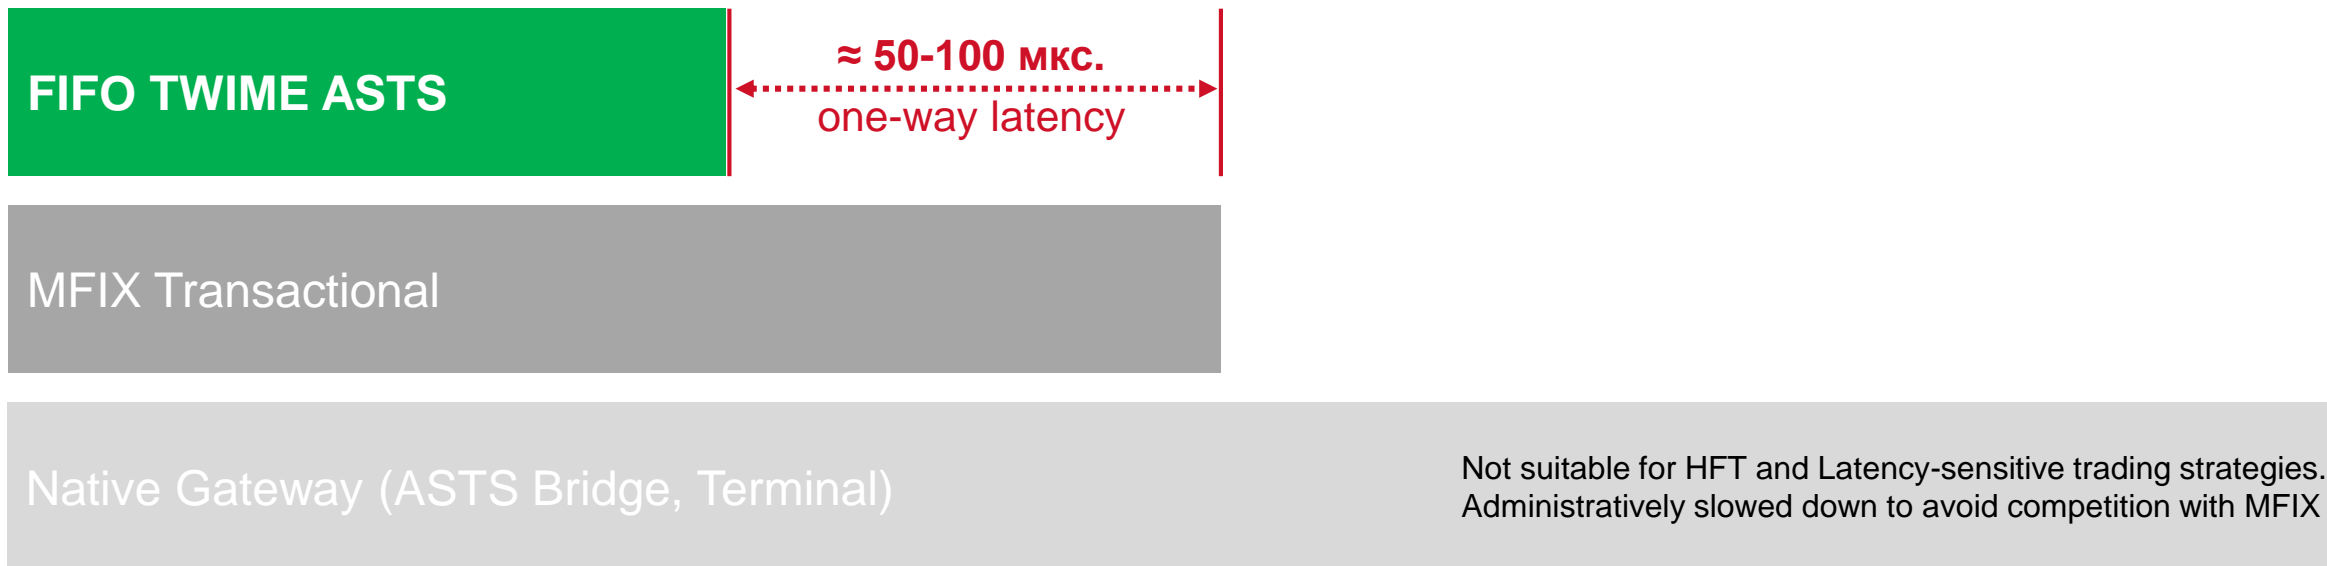 FIFO TWIME ASTS
≈ 50-100 мкс.
one-way latency
MFIX Transactional
Native Gateway (ASTS Bridge, Terminal)
Not suitable for HFT and Latency-sensitive trading strategies.
Administratively slowed down to avoid competition with MFIX